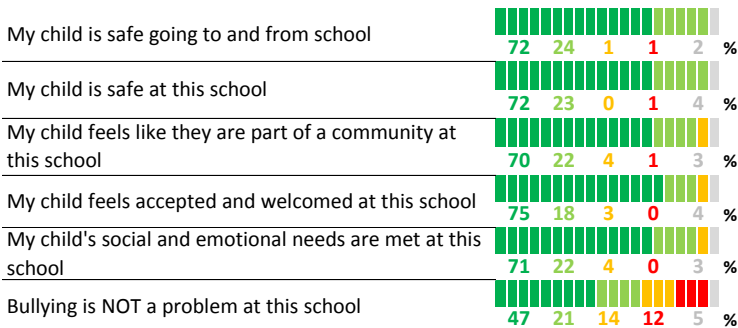 My child is safe going to and from school
72 24 1 1 2 %
My child is safe at this school
72 23 0 1 4 %
My child feels like they are part of a community at
this school
70 22 4 1 3 %
My child feels accepted and welcomed at this school
75 18 3 0 4 %
My child's social and emotional needs are met at this
school
71 22 4 0 3 %
Bullying is NOT a problem at this school
47 21 14 12 5 %